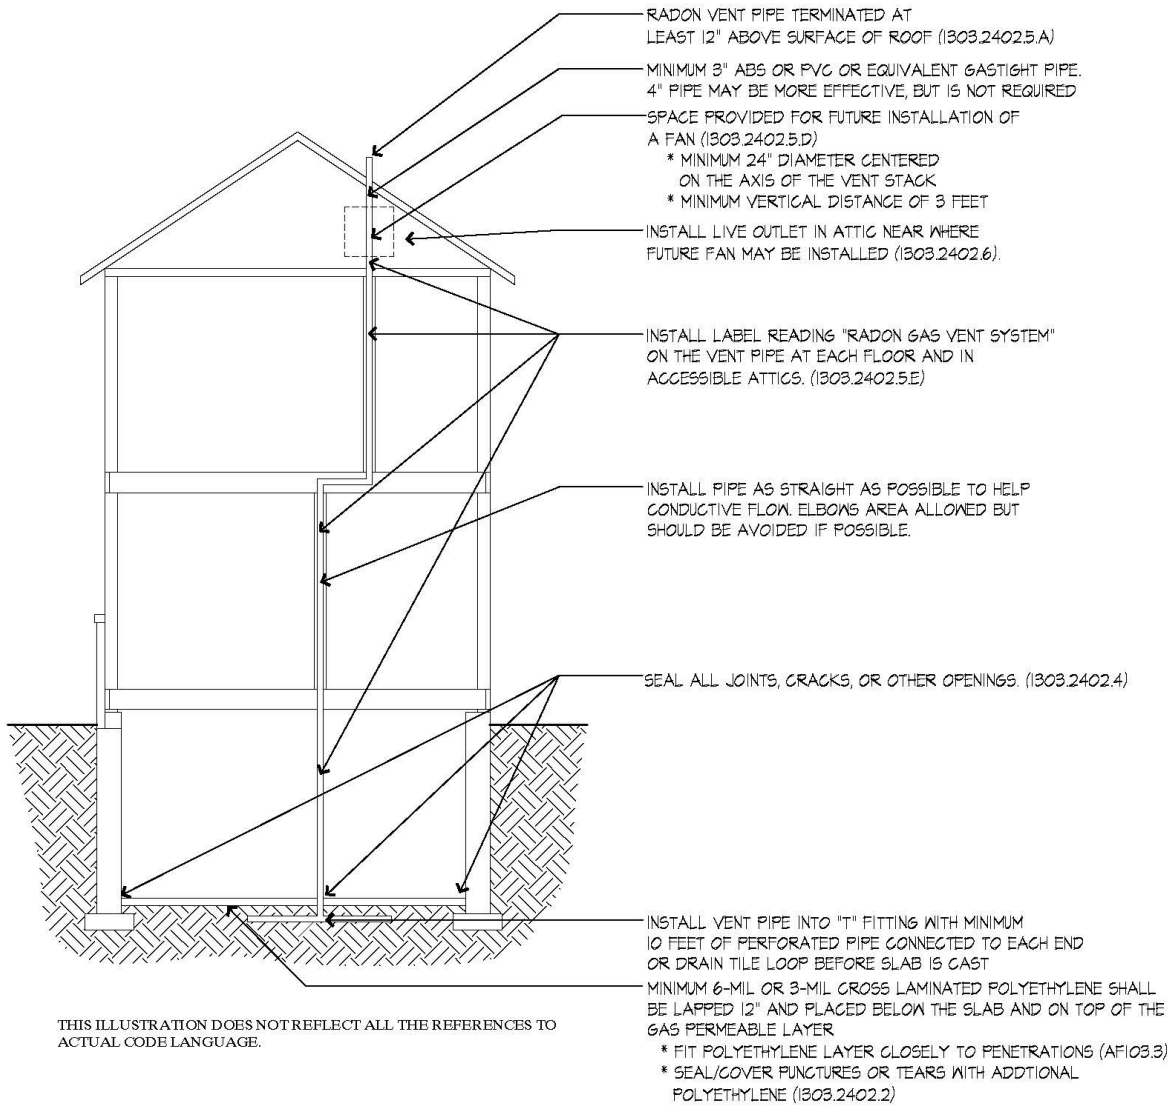 RADON VENT PIPE TERMINATED AT
LEAST 12" ABOVE SURFACE OF ROOF (1303.2402.5.A)
MINIMUM 3" ABS OR PVC OR EQUIVALENT GASTIGHT PIPE.
4" PIPE MAY BE MORE EFFECTIVE, BUT IS NOT REQUIRED
SPACE PROVIDED FOR FUTURE INSTALLATION OF
A FAN (1303.2402.5.D)
* MINIMUM 24" DIAMETER CENTERED
ON THE AXIS OF THE VENT STACK
* MINIMUM VERTICAL DISTANCE OF 3 FEET
INSTALL LIVE OUTLET IN ATTIC NEAR WHERE
FUTURE FAN MAY BE INSTALLED (1303.2402.6).
INSTALL LABEL READING "RADON GAS VENT SYSTEM"
ON THE VENT PIPE AT EACH FLOOR AND IN
ACCESSIBLE ATTICS. (1303.2402.5.E)
INSTALL PIPE AS STRAIGHT AS POSSIBLE TO HELP
CONDUCTIVE FLOW. ELBOWS AREA ALLOWED BUT
SHOULD BE AVOIDED IF POSSIBLE.
SEAL ALL JOINTS, CRACKS, OR OTHER OPENINGS. (1303.2402.4)
INSTALL VENT PIPE INTO "T" FITTING WITH MINIMUM
10 FEET OF PERFORATED PIPE CONNECTED TO EACH END
OR DRAIN TILE LOOP BEFORE SLAB IS CAST
MINIMUM 6-MIL OR 3-MIL CROSS LAMINATED POLYETHYLENE SHALL
BE LAPPED 12" AND PLACED BELOW THE SLAB AND ON TOP OF THE
GAS PERMEABLE LAYER
* FIT POLYETHYLENE LAYER CLOSELY TO PENETRATIONS (AF103.3)
* SEAL/COVER PUNCTURES OR TEARS WITH ADDTIONAL
POLYETHYLENE (1303.2402.2)
THIS ILLUSTRATION DOES NOT REFLECT ALL THE REFERENCES TO
ACTUAL CODE LANGUAGE.